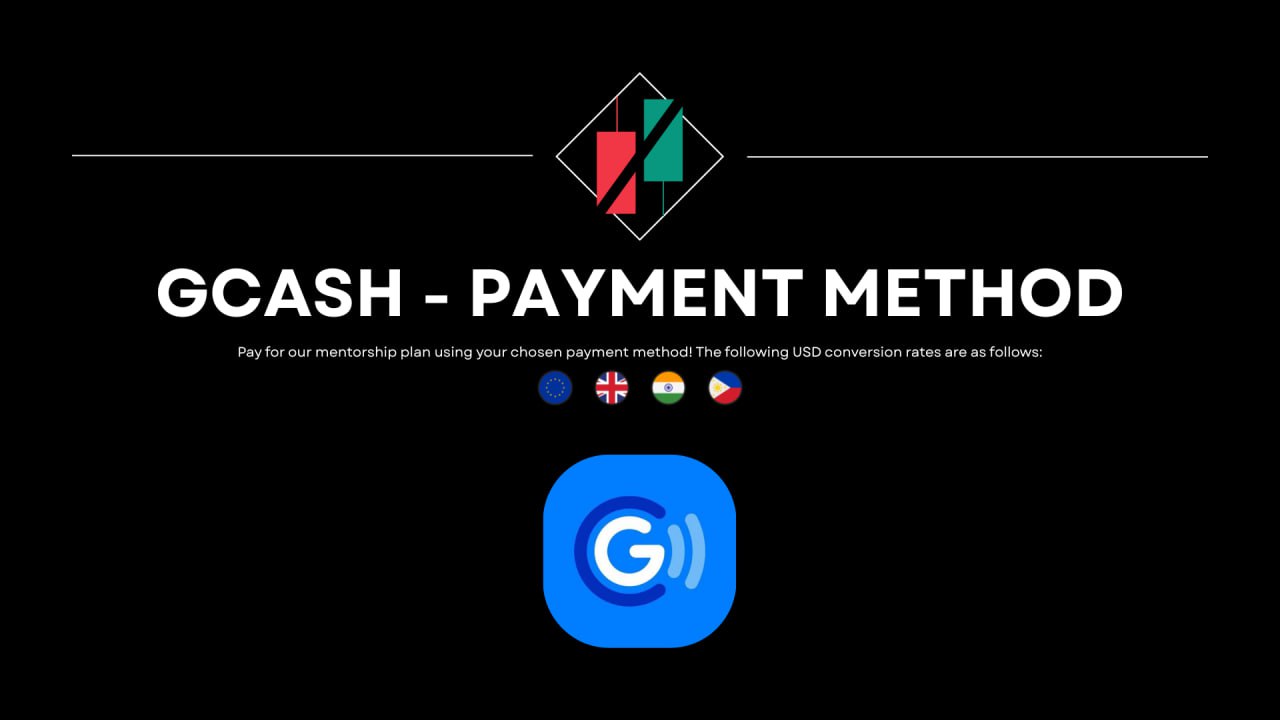 GCASH - PAYMENT METHOD
Pay for our mentorship plan using your chosen payment method! The following USD conversion rates are as follows:
G